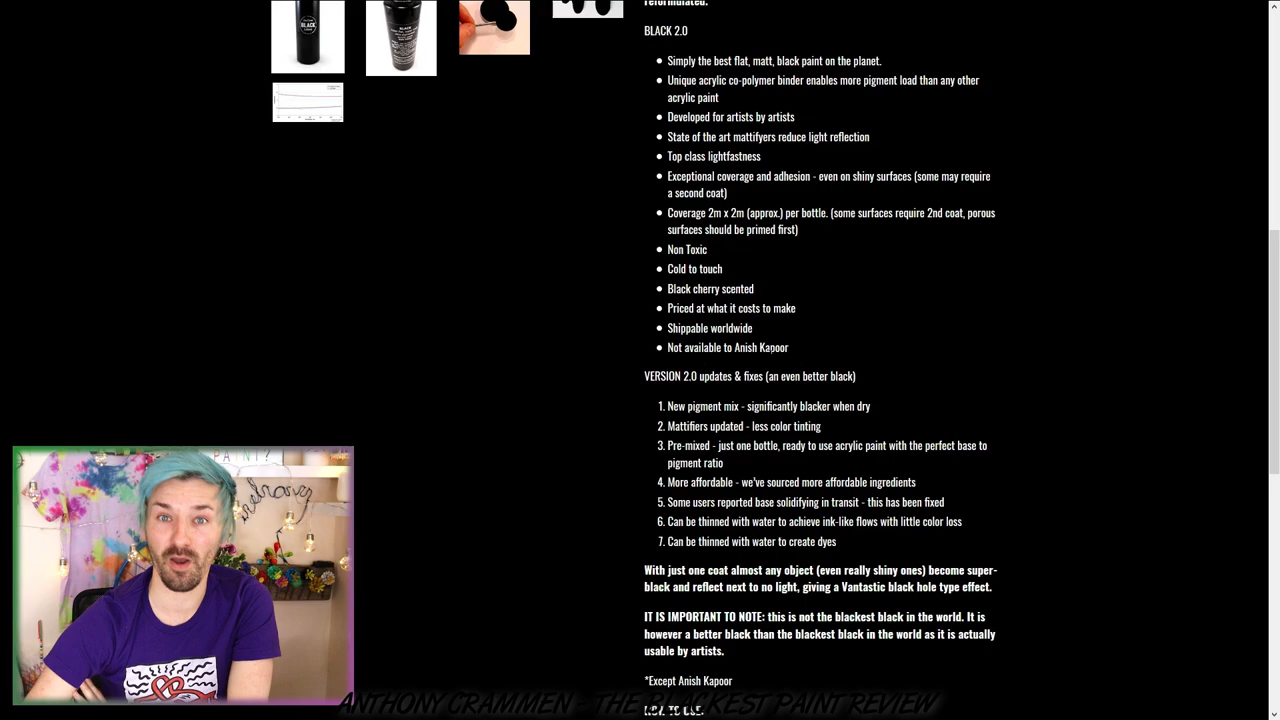 reformulated.
BLACK 2.0
Simply the best flat, matt, black paint on the planet.
Unique acrylic co-polymer binder enables more pigment load than any other
acrylic paint
Developed for artists by artists
State of the art mattifyers reduce light reflection
Top class lightfastness
Exceptional coverage and adhesion - even on shiny surfaces (some may require
a second coat)
Coverage 2m x 2m (approx.) per bottle. (some surfaces require 2nd coat, porous
surfaces should be primed first)
Non Toxic
Cold to touch
Black cherry scented
Priced at what it costs to make
Shippable worldwide
Not available to Anish Kapoor
VERSION 2.0 updates & fixes (an even better black)
1. New pigment mix - significantly blacker when dry
2. Mattifiers updated - less color tinting
3. Pre-mixed - just one bottle, ready to use acrylic paint with the perfect base to
pigment ratio
4. More affordable - we've sourced more affordable ingredients
5. Some users reported base solidifying in transit - this has been fixed
6. Can be thinned with water to achieve ink-like flows with little color loss
7. Can be thinned with water to create dyes
With just one coat almost any object (even really shiny ones) become super-
black and reflect next to no light, giving a Vantastic black hole type effect.
IT IS IMPORTANT TO NOTE: this is not the blackest black in the world. It is
however a better black than the blackest black in the world as it is actually
usable by artists.
*Except Anish Kapoor
HOW TO USE:
BLACK
BLACK
PAINT?
ANTHONY CRAMMEN - THE BLACKEST PAINT REVIEW